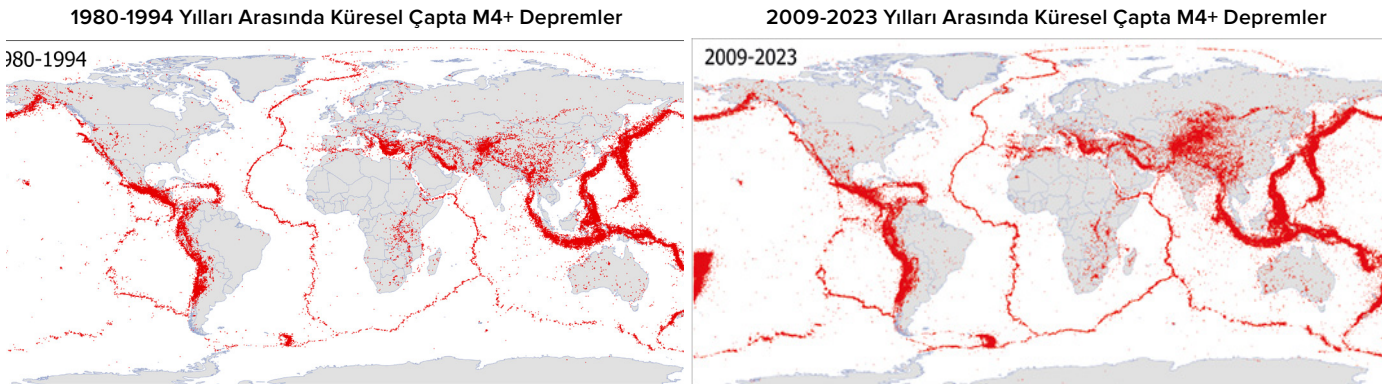 1980-1994 Yılları Arasında Küresel Çapta M4+ Depremler
980-1994
2009-2023 Yılları Arasında Küresel Çapta M4+ Depremler
2009-2023